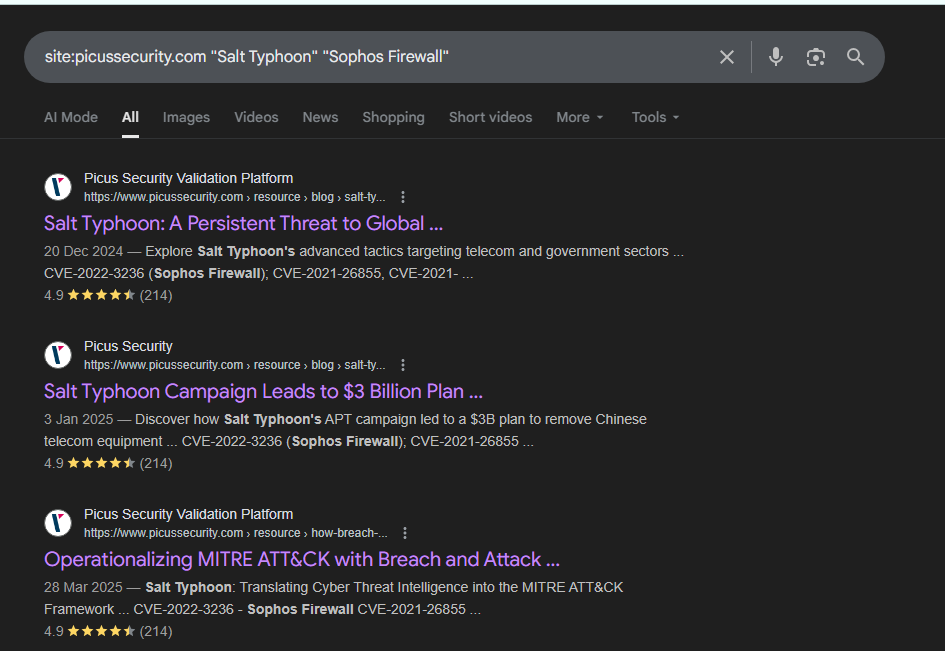 site:picussecurity.com "Salt Typhoon" "Sophos Firewall"
AI Mode All Images Videos News Shopping Short videos More Tools
Picus Security Validation Platform
https://www.picussecurity.com › resource › blog › salt-ty...
Salt Typhoon: A Persistent Threat to Global ...
20 Dec 2024 — Explore Salt Typhoon's advanced tactics targeting telecom and government sectors ...
CVE-2022-3236 (Sophos Firewall); CVE-2021-26855, CVE-2021- ...
4.9 ★★★★★ (214)
Picus Security
https://www.picussecurity.com › resource › blog › salt-ty...
Salt Typhoon Campaign Leads to $3 Billion Plan ...
3 Jan 2025 — Discover how Salt Typhoon's APT campaign led to a $3B plan to remove Chinese
telecom equipment ... CVE-2022-3236 (Sophos Firewall); CVE-2021-26855 ...
4.9 ★★★★★ (214)
Picus Security Validation Platform
https://www.picussecurity.com › resource › how-breach-...
Operationalizing MITRE ATT&CK with Breach and Attack ...
28 Mar 2025 — Salt Typhoon: Translating Cyber Threat Intelligence into the MITRE ATT&CK
Framework ... CVE-2022-3236 - Sophos Firewall CVE-2021-26855 ...
4.9 ★★★★★ (214)